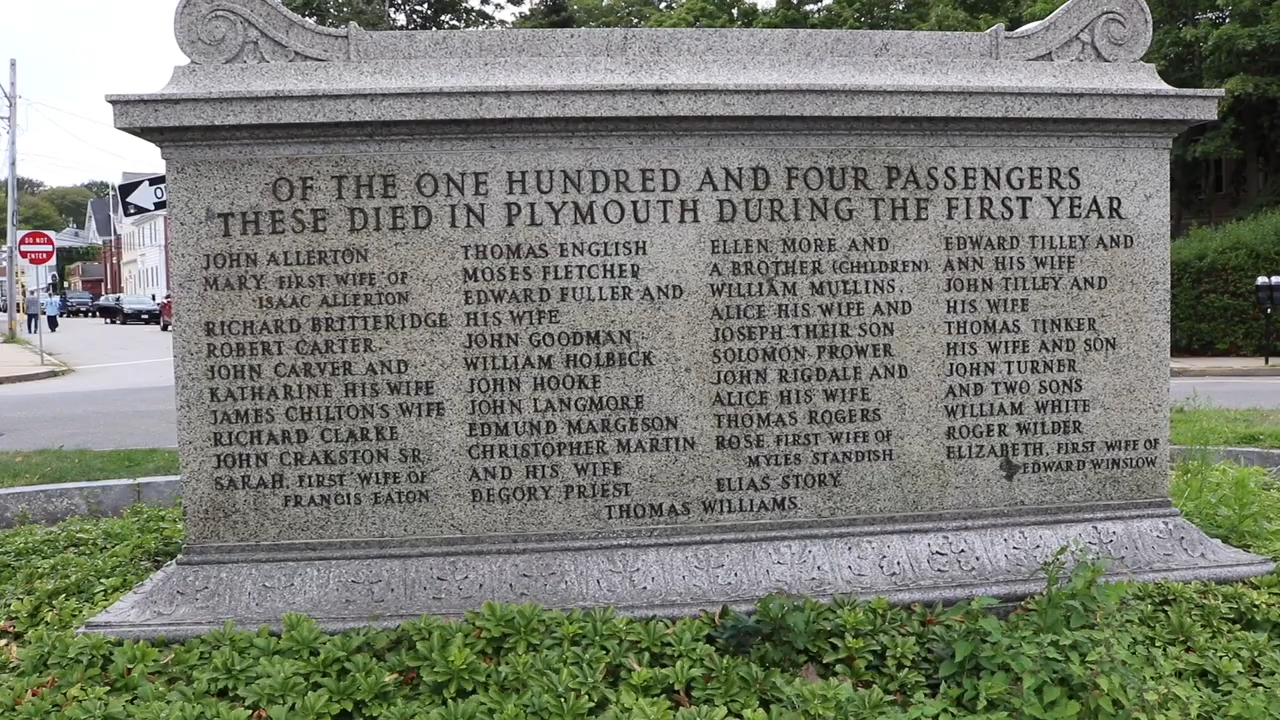 OF THE ONE HUNDRED AND FOUR PASSENGERS
THESE DIED IN PLYMOUTH DURING THE FIRST YEAR
JOHN ALLERTON
MARY, FIRST WIFE OF
ISAAC ALLERTON
RICHARD BRITTERIDGE
ROBERT CARTER
JOHN CARVER AND
KATHARINE HIS WIFE
JAMES CHILTON'S WIFE
RICHARD CLARKE
JOHN CRAKSTON SR.
SARAH, FIRST WIFE OF
FRANCIS EATON
THOMAS ENGLISH
MOSES FLETCHER
EDWARD FULLER AND
HIS WIFE
JOHN GOODMAN
WILLIAM HOLBECK
JOHN HOOKE
JOHN LANGMORE
EDMUND MARGESON
CHRISTOPHER MARTIN
AND HIS WIFE
DEGORY PRIEST
ELLEN MORE AND
A BROTHER (CHILDREN)
WILLIAM MULLINS,
ALICE HIS WIFE AND
JOSEPH THEIR SON
SOLOMON PROWER
JOHN RIGDALE AND
ALICE HIS WIFE
THOMAS ROGERS
ROSE, FIRST WIFE OF
MYLES STANDISH
ELIAS STORY
EDWARD TILLEY AND
ANN HIS WIFE
JOHN TILLEY AND
HIS WIFE
THOMAS TINKER
HIS WIFE AND SON
JOHN TURNER
AND TWO SONS
WILLIAM WHITE
ROGER WILDER
ELIZABETH, FIRST WIFE OF
EDWARD WINSLOW
THOMAS WILLIAMS
DO NOT
ENTER